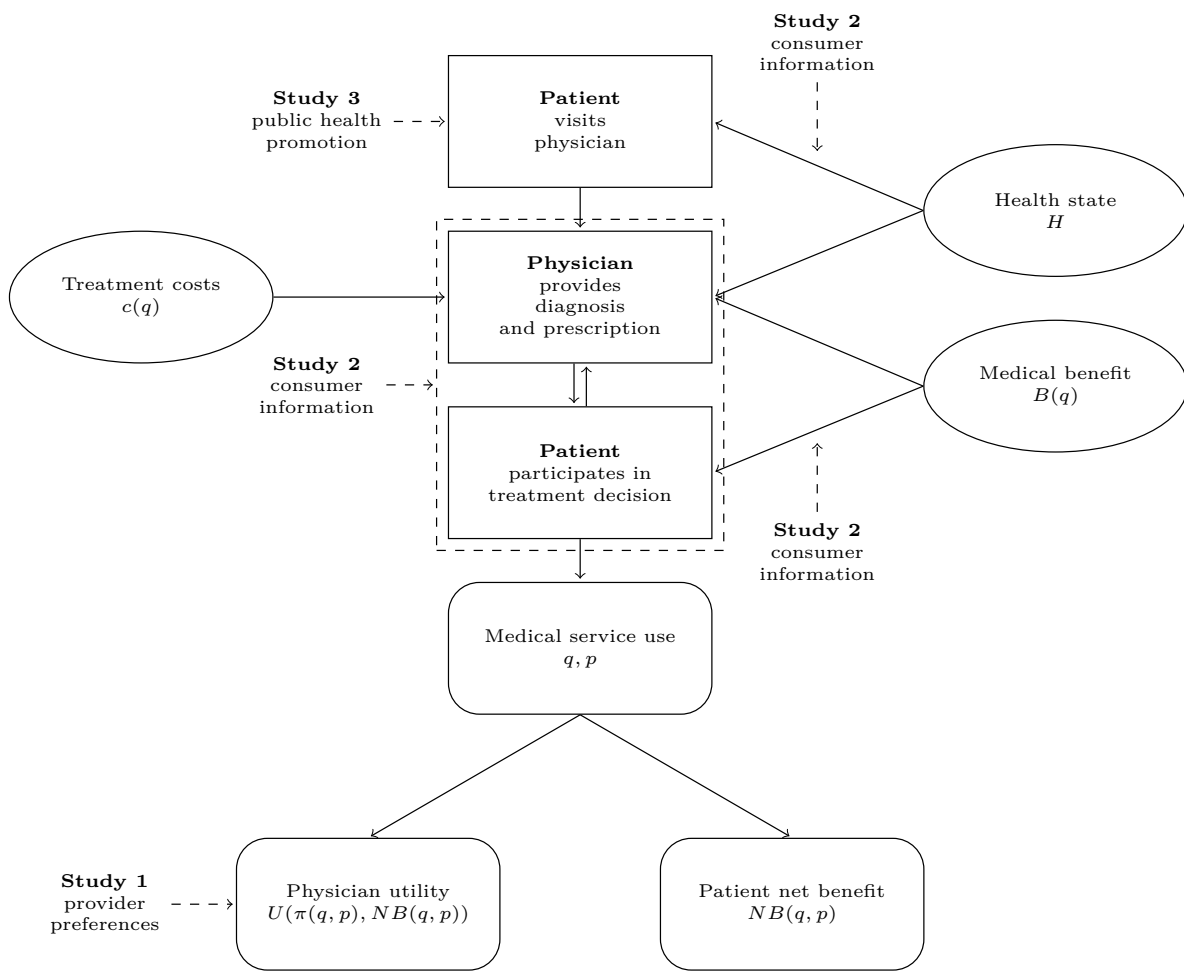 Study 2
consumer
information
Study 3
public health
promotion
Patient
visits
physician
Health state
H
Treatment costs
c(q)
Physician
provides
diagnosis
and prescription
Study 2
consumer
information
Medical benefit
B(q)
Patient
participates in
treatment decision
Study 2
consumer
information
Medical service use
q, p
Study 1
provider
preferences
Physician utility
U(π(q, p), NB(q, p))
Patient net benefit
NB(q, p)